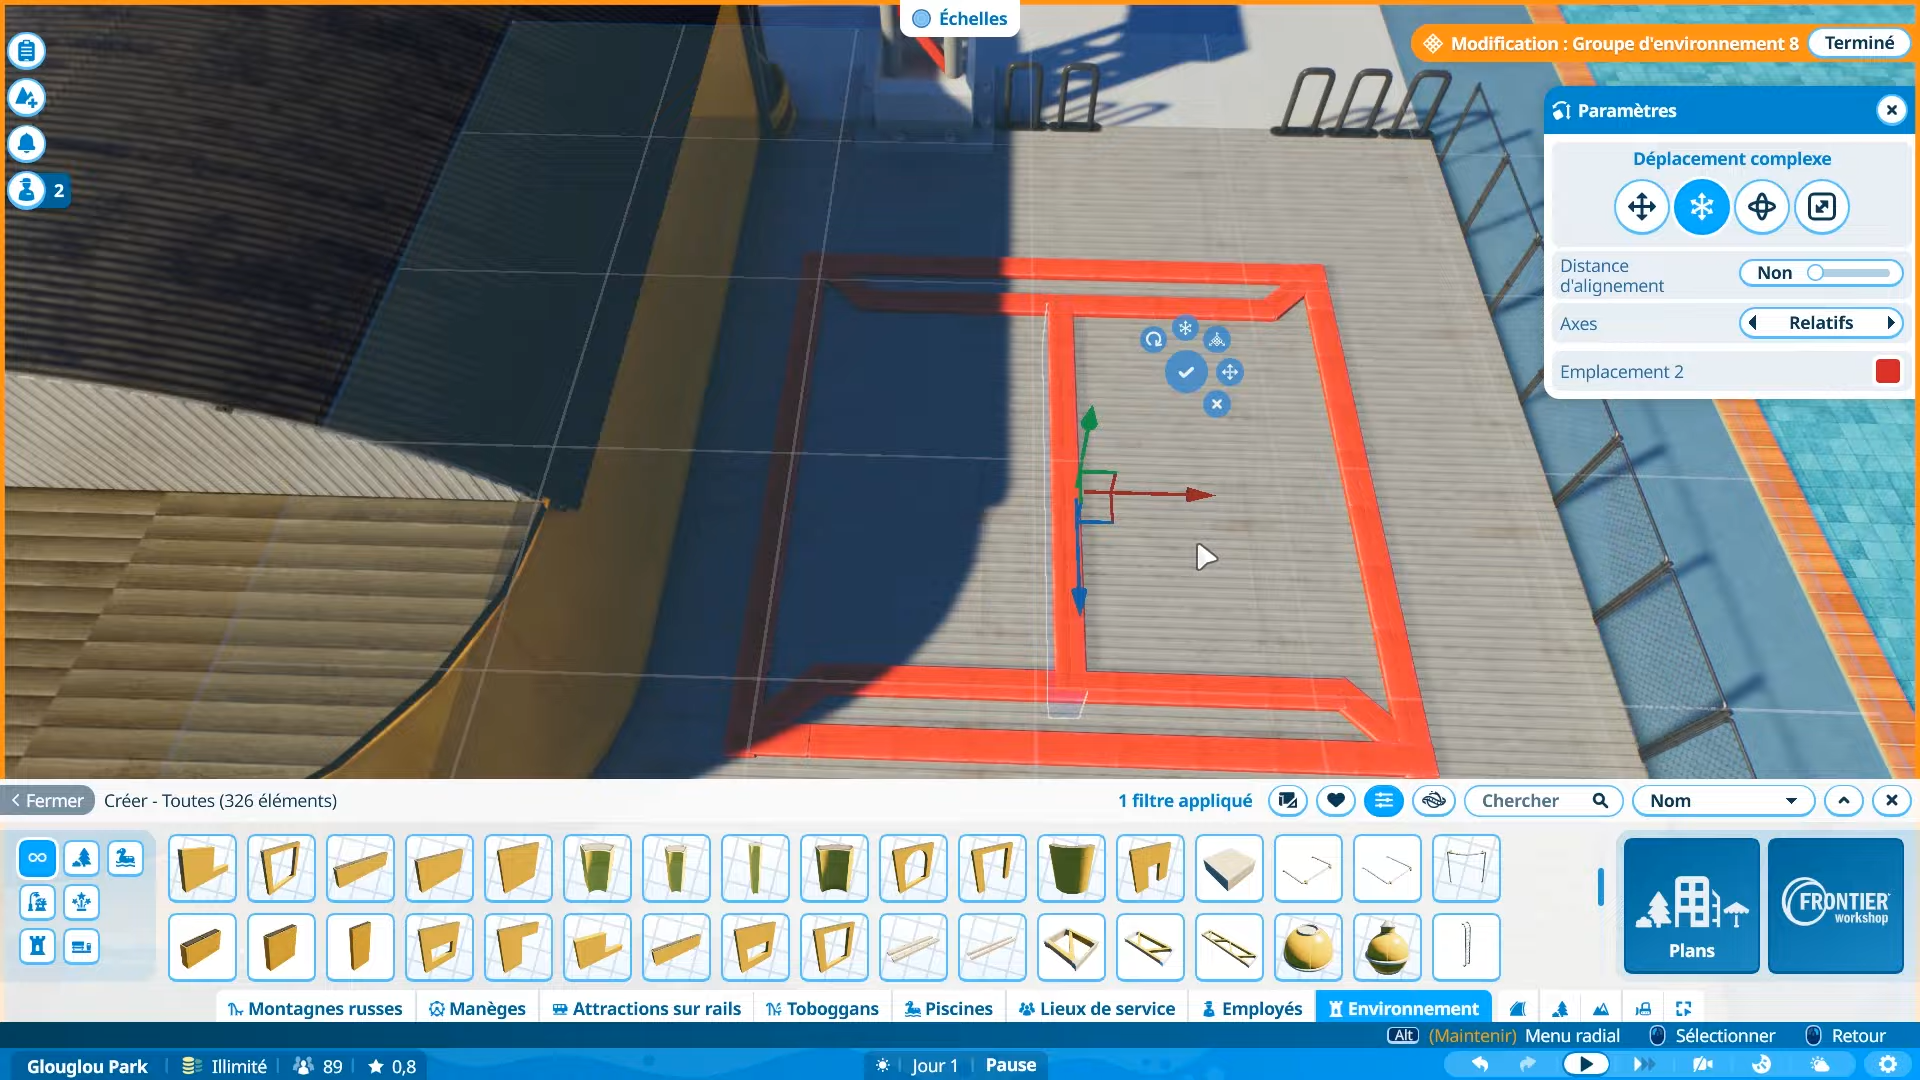 Échelles
Modification : Groupe d'environnement 8
Terminé
2
Paramètres
Déplacement complexe
Distance
d'alignement
Non
Axes
Relatifs
Emplacement 2
Fermer
Créer - Toutes (326 éléments)
1 filtre appliqué
Chercher
Nom
Plans
FRONTIER
workshop
Montagnes russes
Manèges
Attractions sur rails
Toboggans
Piscines
Lieux de service
Employés
Environnement
Alt (Maintenir) Menu radial
Sélectionner
Retour
Glouglou Park
Illimité
89
0,8
Jour 1
Pause